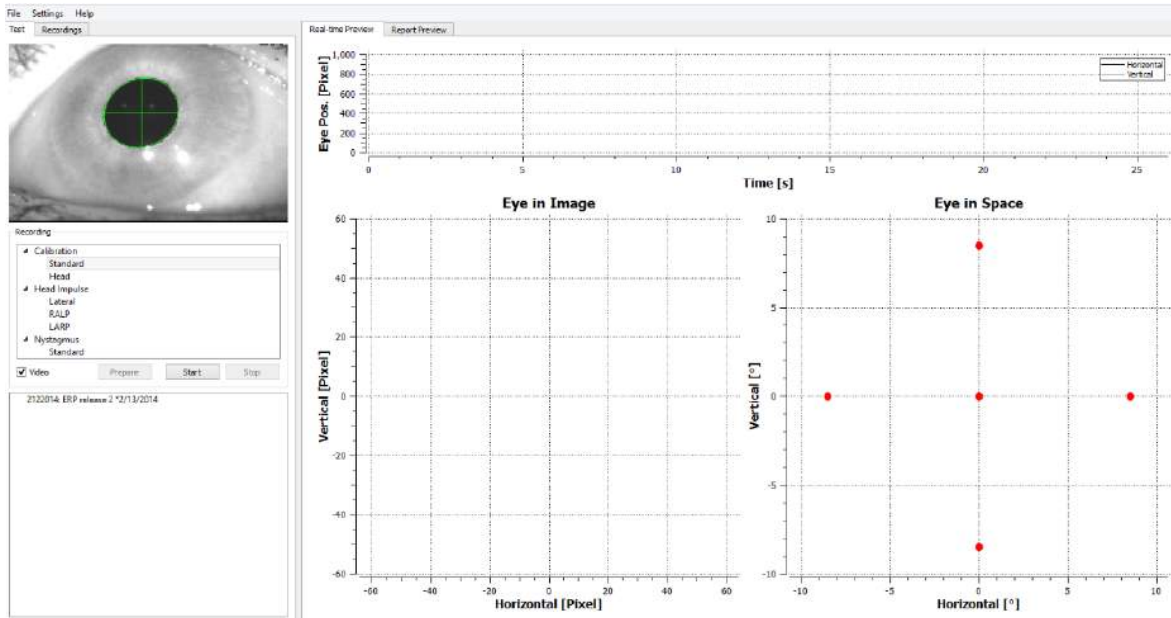 File Settings Help
Test Recordings
Real-time Preview Report Preview
Eye Pos. [Pixel]
1,000
800
600
400
200
0
Horizontal
Vertical
0 5 10 15 20 25
Time [s]
Recording
Calibration
Standard
Head
Head Impulse
Lateral
RALP
LARP
Nystagmus
Standard
Video Prepare Start Stop
2122014: ERP release 2 *2/13/2014
Eye in Image
Vertical [Pixel]
60
40
20
0
-20
-40
-60
-60 -40 -20 0 20 40 60
Horizontal [Pixel]
Eye in Space
Vertical [°]
10
5
0
-5
-10
-10 -5 0 5 10
Horizontal [°]